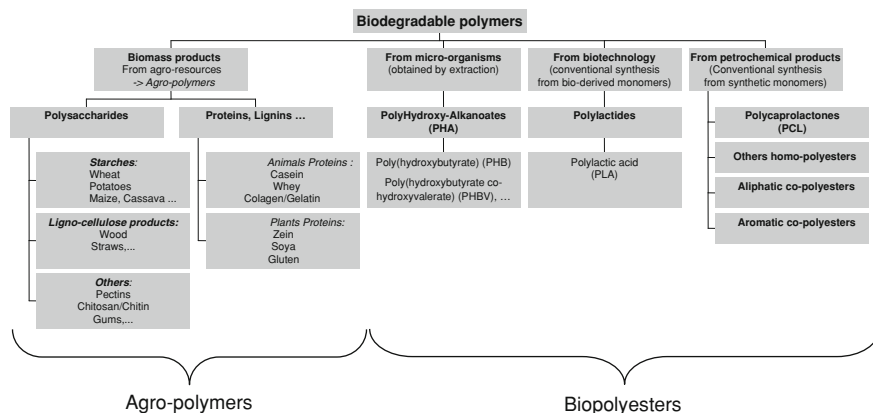 Biodegradable polymers
Biomass products
From agro-resources
-> Agro-polymers
From micro-organisms
(obtained by extraction)
From biotechnology
(conventional synthesis
from bio-derived monomers)
From petrochemical products
(Conventional synthesis
from synthetic monomers)
Polysaccharides
Proteins, Lignins …
PolyHydroxy-Alkanoates
(PHA)
Polylactides
Polycaprolactones
(PCL)
Starches:
Wheat
Potatoes
Maize, Cassava ...
Ligno-cellulose products:
Wood
Straws,...
Others:
Pectins
Chitosan/Chitin
Gums,...
Animals Proteins :
Casein
Whey
Colagen/Gelatin
Plants Proteins:
Zein
Soya
Gluten
Poly(hydroxybutyrate) (PHB)
Poly(hydroxybutyrate co-
hydroxyvalerate) (PHBV), …
Polylactic acid
(PLA)
Others homo-polyesters
Aliphatic co-polyesters
Aromatic co-polyesters
Agro-polymers
Biopolyesters